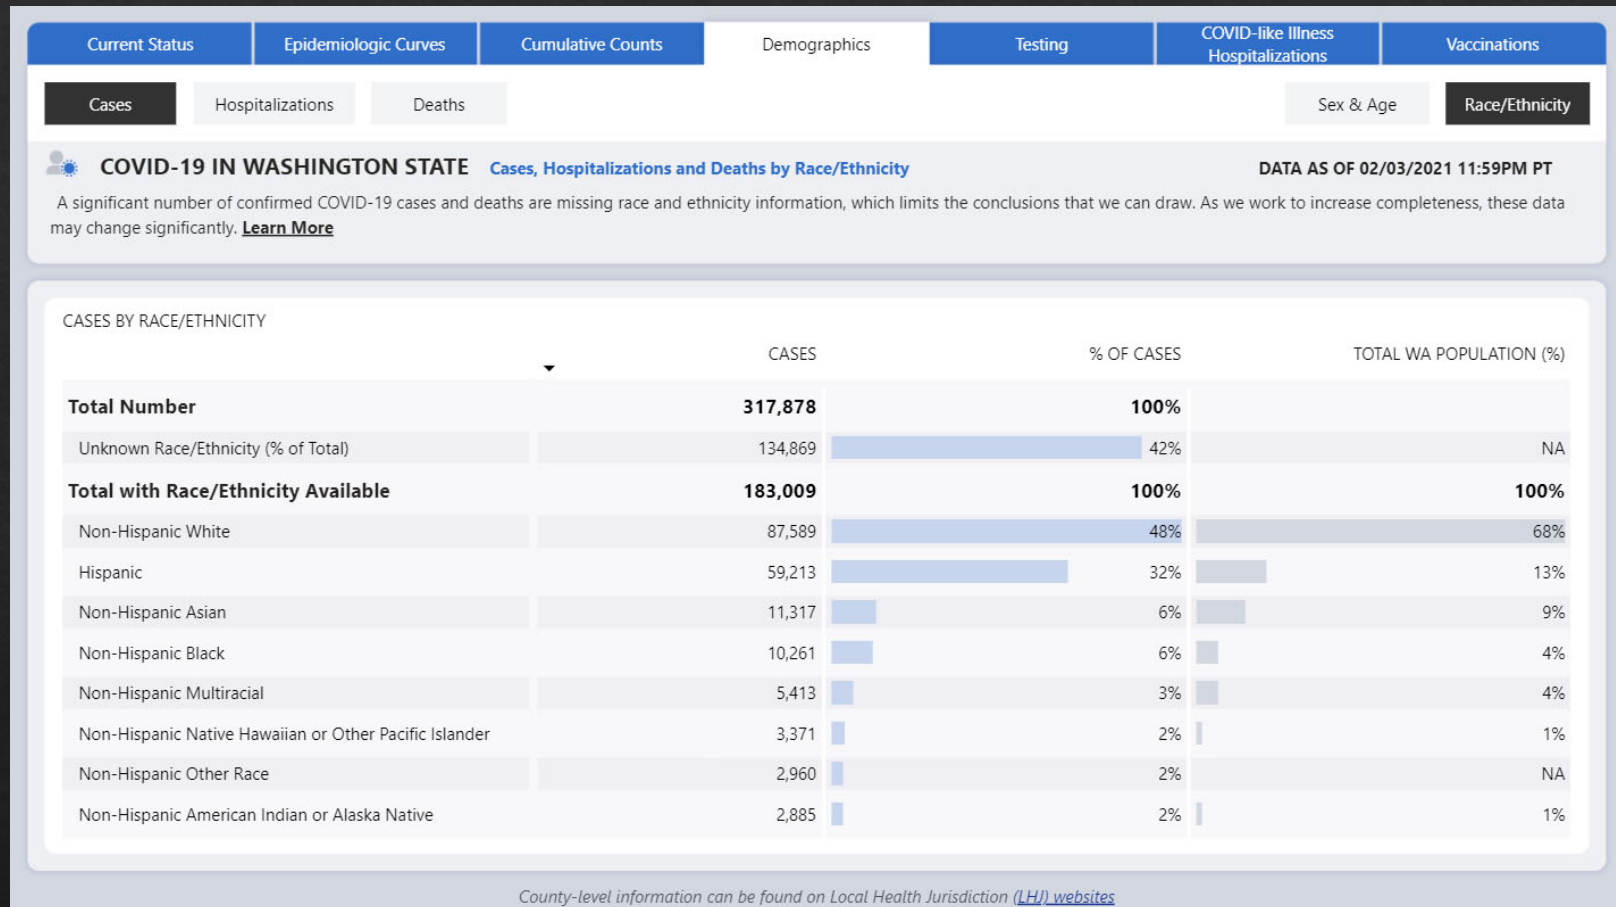 Current Status
Epidemiologic Curves
Cumulative Counts
Demographics
Testing
COVID-like Illness
Hospitalizations
Vaccinations
Cases
Hospitalizations
Deaths
Sex & Age
Race/Ethnicity
COVID-19 IN WASHINGTON STATE Cases, Hospitalizations and Deaths by Race/Ethnicity DATA AS OF 02/03/2021 11:59PM PT
A significant number of confirmed COVID-19 cases and deaths are missing race and ethnicity information, which limits the conclusions that we can draw. As we work to increase completeness, these data
may change significantly. Learn More
CASES BY RACE/ETHNICITY
CASES % OF CASES TOTAL WA POPULATION (%)
Total Number 317,878 100%
Unknown Race/Ethnicity (% of Total) 134,869 42% NA
Total with Race/Ethnicity Available 183,009 100% 100%
Non-Hispanic White 87,589 48% 68%
Hispanic 59,213 32% 13%
Non-Hispanic Asian 11,317 6% 9%
Non-Hispanic Black 10,261 6% 4%
Non-Hispanic Multiracial 5,413 3% 4%
Non-Hispanic Native Hawaiian or Other Pacific Islander 3,371 2% 1%
Non-Hispanic Other Race 2,960 2% NA
Non-Hispanic American Indian or Alaska Native 2,885 2% 1%
County-level information can be found on Local Health Jurisdiction (LHJ) websites